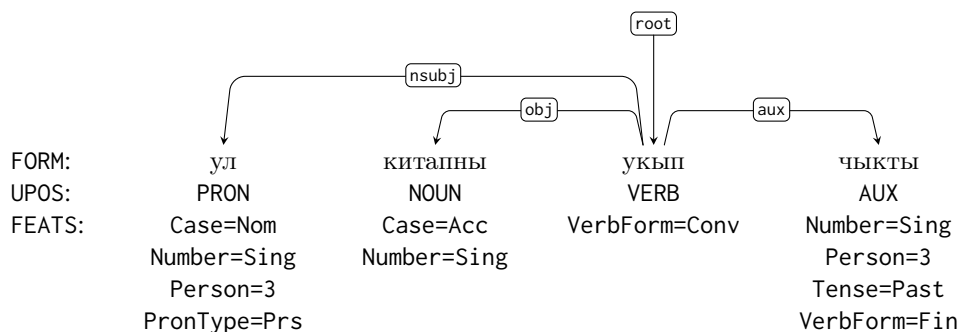 root
nsubj
obj
aux
FORM: ул китапны укып чыкты
UPOS: PRON NOUN VERB AUX
FEATS: Case=Nom Case=Acc VerbForm=Conv Number=Sing
Number=Sing Number=Sing Person=3
Person=3 Tense=Past
PronType=Prs VerbForm=Fin